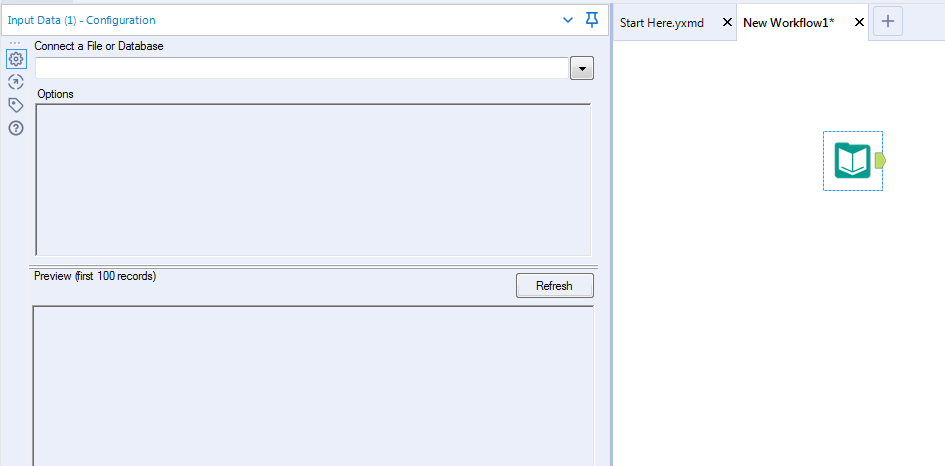 Input Data (1) - Configuration
Start Here.yxmd
New Workflow1*
Connect a File or Database
Options
Preview (first 100 records)
Refresh